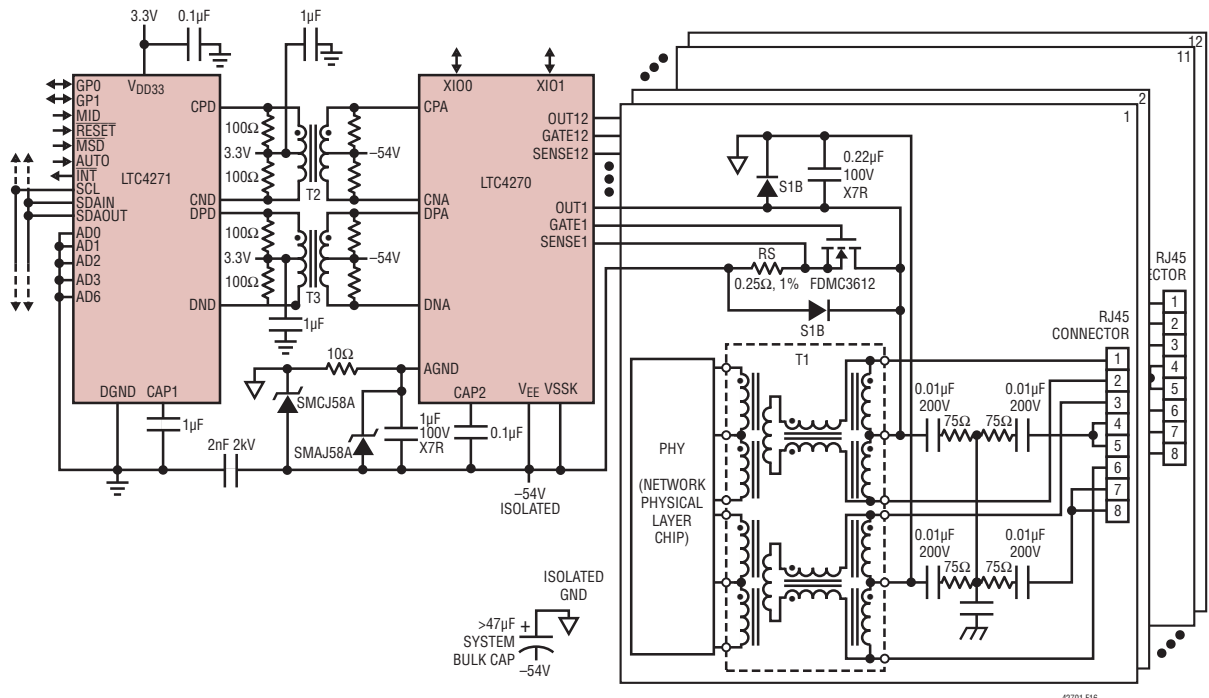 3.3V
0.1µF
1µF
GP0
GP1
MID
RESET
MSD
AUTO
INT
SCL
SDAIN
SDAOUT
AD0
AD1
AD2
AD3
AD6
VDD33
LTC4271
CPD
CND
DPD
DND
DGND
CAP1
1µF
100Ω
3.3V
100Ω
T2
–54V
100Ω
3.3V
100Ω
T3
–54V
1µF
XIO0
XIO1
CPA
LTC4270
CNA
DPA
DNA
AGND
CAP2
VEE
VSSK
OUT12
GATE12
SENSE12
OUT1
GATE1
SENSE1
10Ω
SMCJ58A
SMAJ58A
1µF
100V
X7R
0.1µF
2nF 2kV
–54V
ISOLATED
ISOLATED
GND
>47µF
+
SYSTEM
BULK CAP
–54V
12
11
2
1
S1B
0.22µF
100V
X7R
RS
0.25Ω, 1%
FDMC3612
S1B
T1
PHY
(NETWORK
PHYSICAL
LAYER
CHIP)
0.01µF
200V
75Ω
75Ω
0.01µF
200V
0.01µF
200V
75Ω
75Ω
0.01µF
200V
RJ45
CONNECTOR
1
2
3
4
5
6
7
8
RJ45
ECTOR
1
2
3
4
5
6
7
8
42701 F16